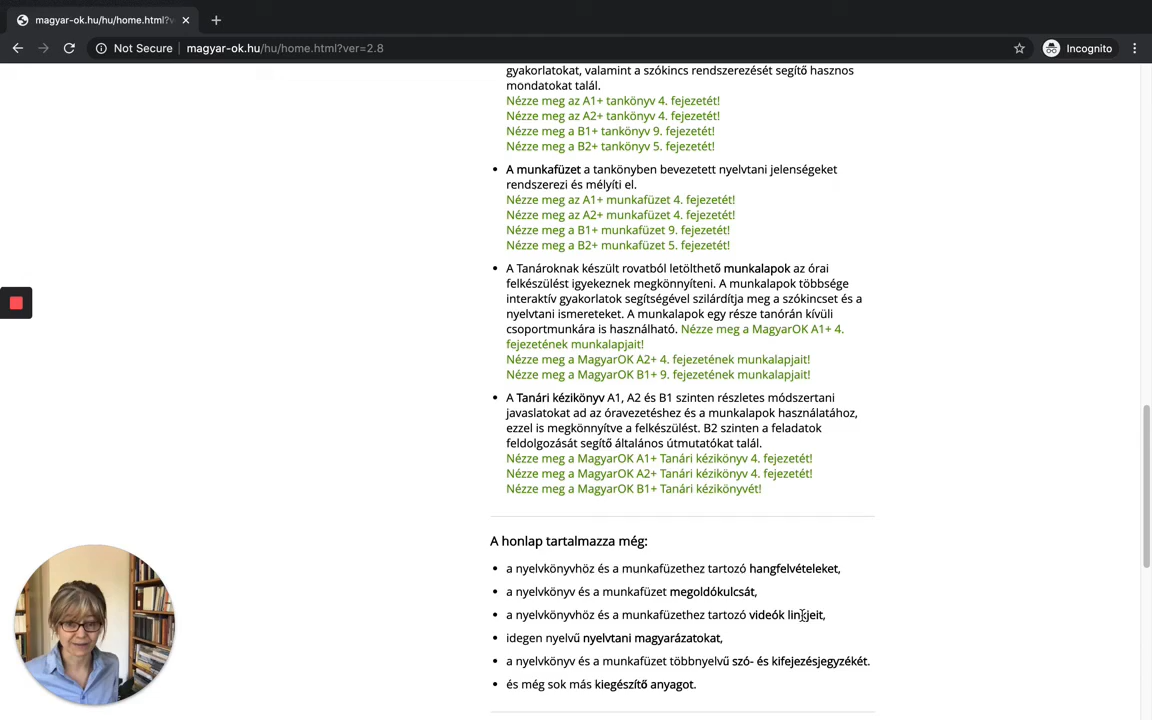 magyar-ok.hu/hu/home.html?v
Not Secure
magyar-ok.hu/hu/home.html?ver=2.8
Incognito
gyakorlatokat, valamint a szókincs rendszerezését segítő hasznos
mondatokat talál.
Nézze meg az A1+ tankönyv 4. fejezetét!
Nézze meg az A2+ tankönyv 4. fejezetét!
Nézze meg a B1+ tankönyv 9. fejezetét!
Nézze meg a B2+ tankönyv 5. fejezetét!
• A munkafüzet a tankönyben bevezetett nyelvtani jelenségeket
rendszerezi és mélyíti el.
Nézze meg az A1+ munkafüzet 4. fejezetét!
Nézze meg az A2+ munkafüzet 4. fejezetét!
Nézze meg a B1+ munkafüzet 9. fejezetét!
Nézze meg a B2+ munkafüzet 5. fejezetét!
• A Tanároknak készült rovatból letölthető munkalapok az órai
felkészülést igyekeznek megkönnyíteni. A munkalapok többsége
interaktív gyakorlatok segítségével szilárdítja meg a szókincset és a
nyelvtani ismereteket. A munkalapok egy része tanórán kívüli
csoportmunkára is használható. Nézze meg a MagyarOK A1+ 4.
fejezetének munkalapjait!
Nézze meg a MagyarOK A2+ 4. fejezetének munkalapjait!
Nézze meg a MagyarOK B1+ 9. fejezetének munkalapjait!
• A Tanári kézikönyv A1, A2 és B1 szinten részletes módszertani
javaslatokat ad az óravezetéshez és a munkalapok használatához,
ezzel is megkönnyítve a felkészülést. B2 szinten a feladatok
feldolgozását segítő általános útmutatókat talál.
Nézze meg a MagyarOK A1+ Tanári kézikönyv 4. fejezetét!
Nézze meg a MagyarOK A2+ Tanári kézikönyv 4. fejezetét!
Nézze meg a MagyarOK B1+ Tanári kézikönyvét!
A honlap tartalmazza még:
• a nyelvkönyvhöz és a munkafüzethez tartozó hangfelvételeket,
• a nyelvkönyv és a munkafüzet megoldókulcsát,
• a nyelvkönyvhöz és a munkafüzethez tartozó videók linkjeit,
• idegen nyelvű nyelvtani magyarázatokat,
• a nyelvkönyv és a munkafüzet többnyelvű szó- és kifejezésjegyzékét.
• és még sok más kiegészítő anyagot.